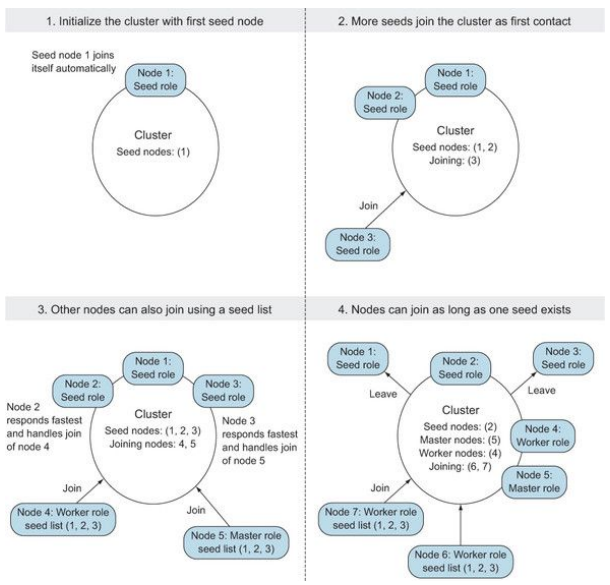 1. Initialize the cluster with first seed node
Seed node 1 joins
itself automatically
Node 1:
Seed role
Cluster
Seed nodes: (1)
2. More seeds join the cluster as first contact
Node 1:
Seed role
Node 2:
Seed role
Cluster
Seed nodes: (1, 2)
Joining: (3)
Join
Node 3:
Seed role
3. Other nodes can also join using a seed list
Node 1:
Seed role
Node 2:
Seed role
Node 3:
Seed role
Node 2
responds fastest
and handles join
of node 4
Cluster
Seed nodes: (1, 2, 3)
Joining nodes: 4, 5
Node 3
responds fastest
and handles join
of node 5
Join
Join
Node 4: Worker role
seed list (1, 2, 3)
Node 5: Master role
seed list (1, 2, 3)
4. Nodes can join as long as one seed exists
Node 1:
Seed role
Node 2:
Seed role
Node 3:
Seed role
Leave
Leave
Cluster
Seed nodes: (2)
Master nodes: (5)
Worker nodes: (4)
Joining: (6, 7)
Node 4:
Worker role
Node 5:
Master role
Join
Node 7: Worker role
seed list (1, 2, 3)
Node 6: Worker role
seed list (1, 2, 3)